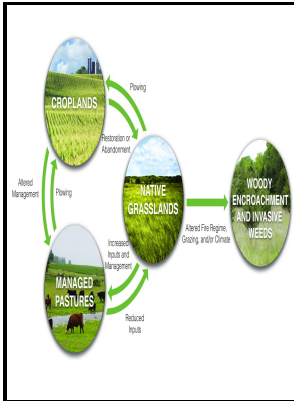 Plowing
CROPLANDS
Restoration or
Abandonment
Altered
Management
Plowing
NATIVE
GRASSLANDS
WOODY
ENCROACHMENT
AND INVASIVE
WEEDS
Altered Fire Regime,
Grazing, and/or Climate
Increased
Inputs and
Management
MANAGED
PASTURES
Reduced
Inputs